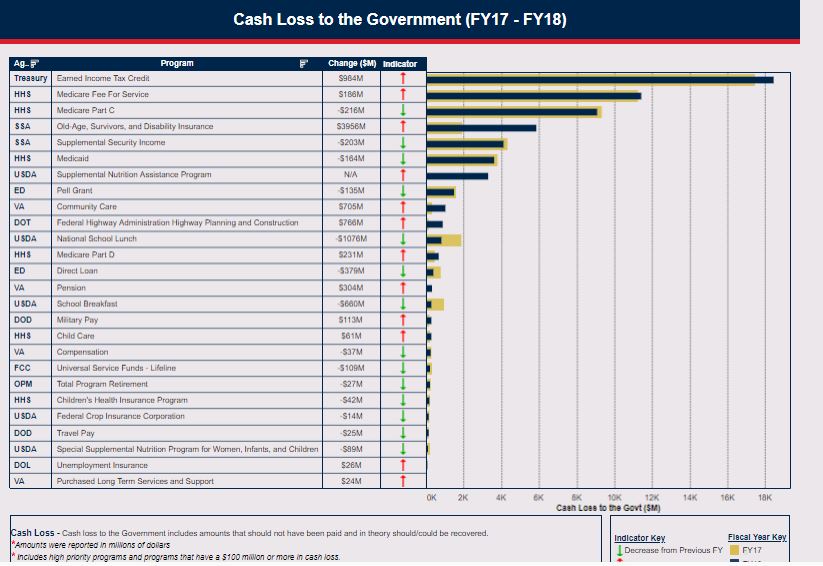 Cash Loss to the Government (FY17 - FY18)
Ag.. Program Change ($M) Indicator
Treasury Earned Income Tax Credit $984M
HHS Medicare Fee For Service $186M
HHS Medicare Part C -$216M
SSA Old-Age, Survivors, and Disability Insurance $3956M
SSA Supplemental Security Income -$203M
HHS Medicaid -$164M
USDA Supplemental Nutrition Assistance Program N/A
ED Pell Grant -$135M
VA Community Care $705M
DOT Federal Highway Administration Highway Planning and Construction $766M
USDA National School Lunch -$1076M
HHS Medicare Part D $231M
ED Direct Loan -$379M
VA Pension $304M
USDA School Breakfast -$660M
DOD Military Pay $113M
HHS Child Care $61M
VA Compensation -$37M
FCC Universal Service Funds - Lifeline -$109M
OPM Total Program Retirement -$27M
HHS Children's Health Insurance Program -$42M
USDA Federal Crop Insurance Corporation -$14M
DOD Travel Pay -$25M
USDA Special Supplemental Nutrition Program for Women, Infants, and Children -$89M
DOL Unemployment Insurance $26M
VA Purchased Long Term Services and Support $24M
0K 2K 4K 6K 8K 10K 12K 14K 16K 18K
Cash Loss to the Govt ($M)
Cash Loss - Cash loss to the Government includes amounts that should not have been paid and in theory should/could be recovered.
*Amounts were reported in millions of dollars
* Includes high priority programs and programs that have a $100 million or more in cash loss.
Indicator Key Fiscal Year Key
Decrease from Previous FY FY17